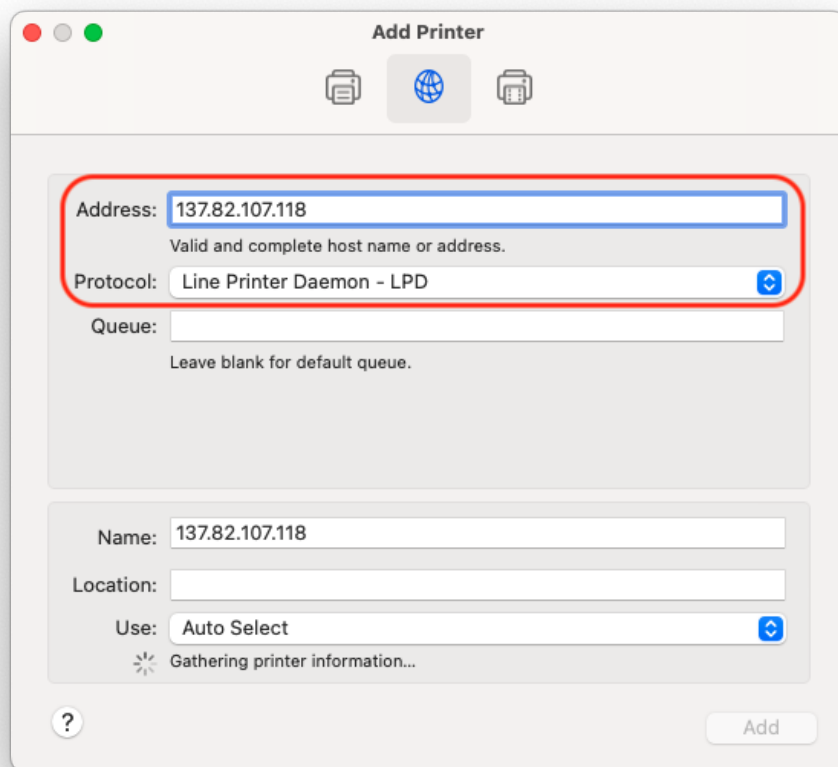 Add Printer
Address: 137.82.107.118
Valid and complete host name or address.
Protocol: Line Printer Daemon - LPD
Queue:
Leave blank for default queue.
Name: 137.82.107.118
Location:
Use: Auto Select
Gathering printer information...
? Add